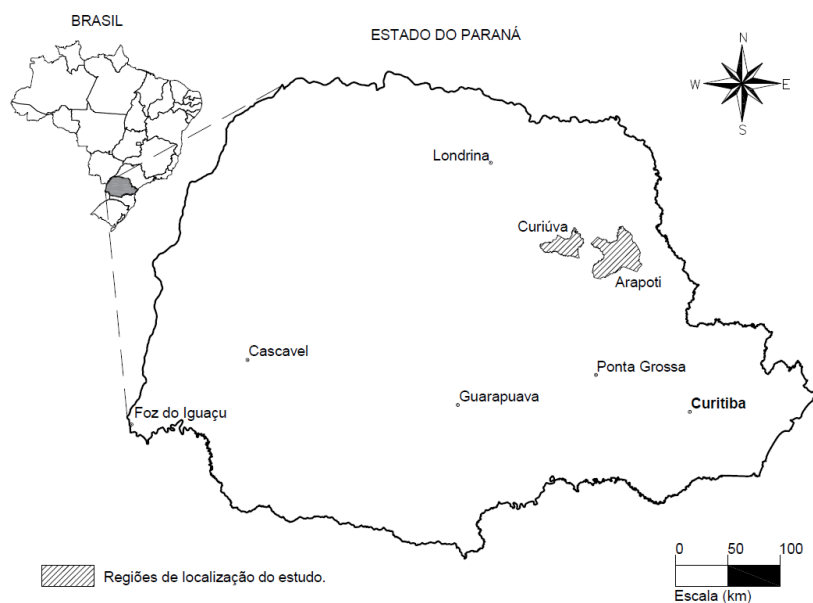 BRASIL
ESTADO DO PARANÁ
N
W
E
S
Londrina
Curiúva
Arapoti
Cascavel
Ponta Grossa
Guarapuava
Curitiba
Foz do Iguaçu
0 50 100
Escala (km)
Regiões de localização do estudo.